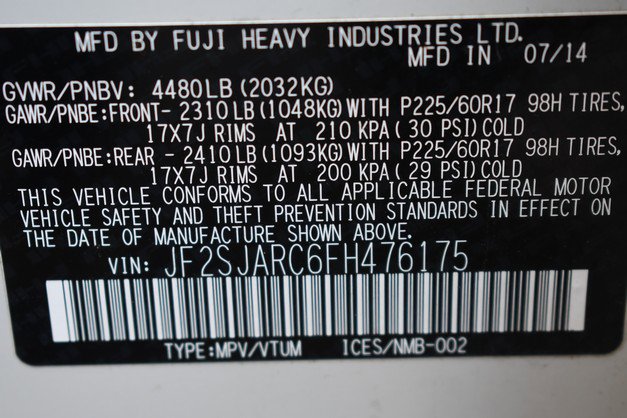 MFD BY FUJI HEAVY INDUSTRIES LTD.
MFD IN 07/14
GVWR/PNBV: 4480LB (2032KG)
GAWR/PNBE:FRONT- 2310LB (1048KG)WITH P225/60R17 98H TIRES,
17X7J RIMS AT 210 KPA( 30 PSI)COLD
GAWR/PNBE:REAR - 2410LB (1093KG)WITH P225/60R17 98H TIRES,
17X7J RIMS AT 200 KPA( 29 PSI)COLD
THIS VEHICLE CONFORMS TO ALL APPLICABLE FEDERAL MOTOR
VEHICLE SAFETY AND THEFT PREVENTION STANDARDS IN EFFECT ON
THE DATE OF MANUFACTURE SHOWN ABOVE.
VIN: JF2SJARC6FH476175
TYPE:MPV/VTUM ICES/NMB-002